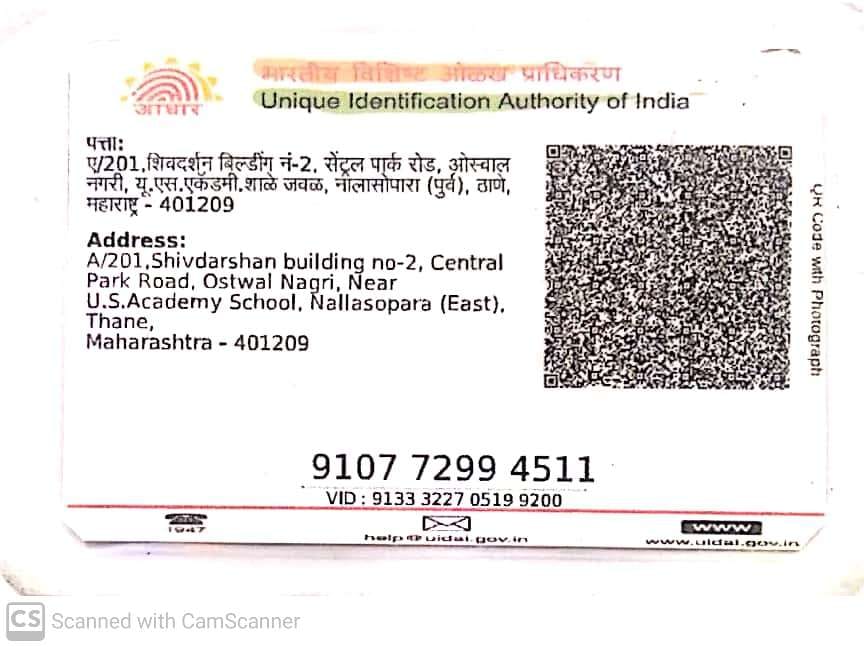 भारतीय विशिष्ट ओळख प्राधिकरण
Unique Identification Authority of India
आधार
पत्ता:
ए/201,शिवदर्शन बिल्डींग नं-2, सेंट्रल पार्क रोड, ओस्वाल
नगरी, यू.एस.एकडमी.शाळे जवळ, नालासोपारा (पुर्व), ठाणे,
महाराष्ट्र - 401209
Address:
A/201,Shivdarshan building no-2, Central
Park Road, Ostwal Nagri, Near
U.S.Academy School, Nallasopara (East),
Thane,
Maharashtra - 401209
QR Code with Photograph
9107 7299 4511
VID : 9133 3227 0519 9200
1947
help@uidai.gov.in
www
www.uidai.gov.in
CS Scanned with CamScanner